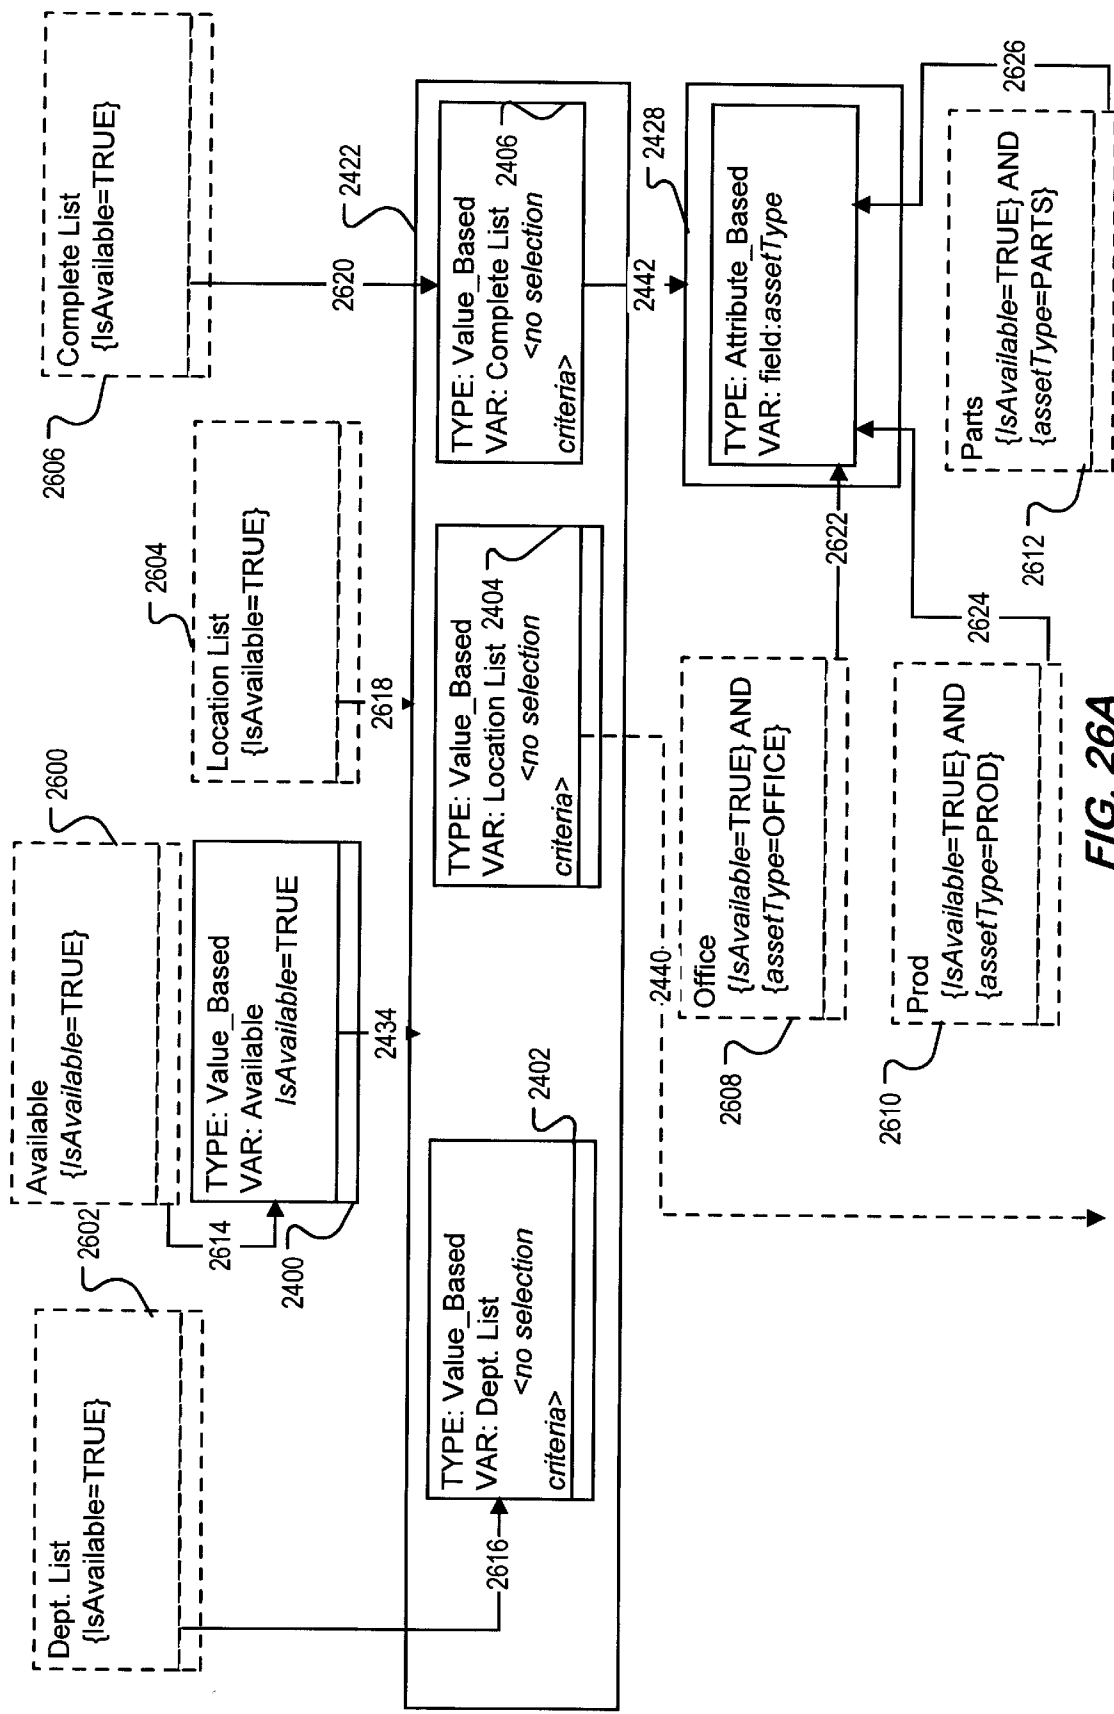 Dept. List
{IsAvailable=TRUE}
2602
Available
{IsAvailable=TRUE}
2600
2614
TYPE: Value_Based
VAR: Available
IsAvailable=TRUE
2400
2434
Location List
{IsAvailable=TRUE}
2604
2618
Complete List
{IsAvailable=TRUE}
2606
2620
2422
2616
TYPE: Value_Based
VAR: Dept. List
<no selection
criteria>
2402
TYPE: Value_Based
VAR: Location List 2404
<no selection
criteria>
TYPE: Value_Based
VAR: Complete List 2406
<no selection
criteria>
2440
2442
2428
TYPE: Attribute_Based
VAR: field:assetType
Office
{IsAvailable=TRUE} AND
{assetType=OFFICE}
2608
2622
Prod
{IsAvailable=TRUE} AND
{assetType=PROD}
2610
2624
Parts
{IsAvailable=TRUE} AND
{assetType=PARTS}
2612
2626
FIG. 26A